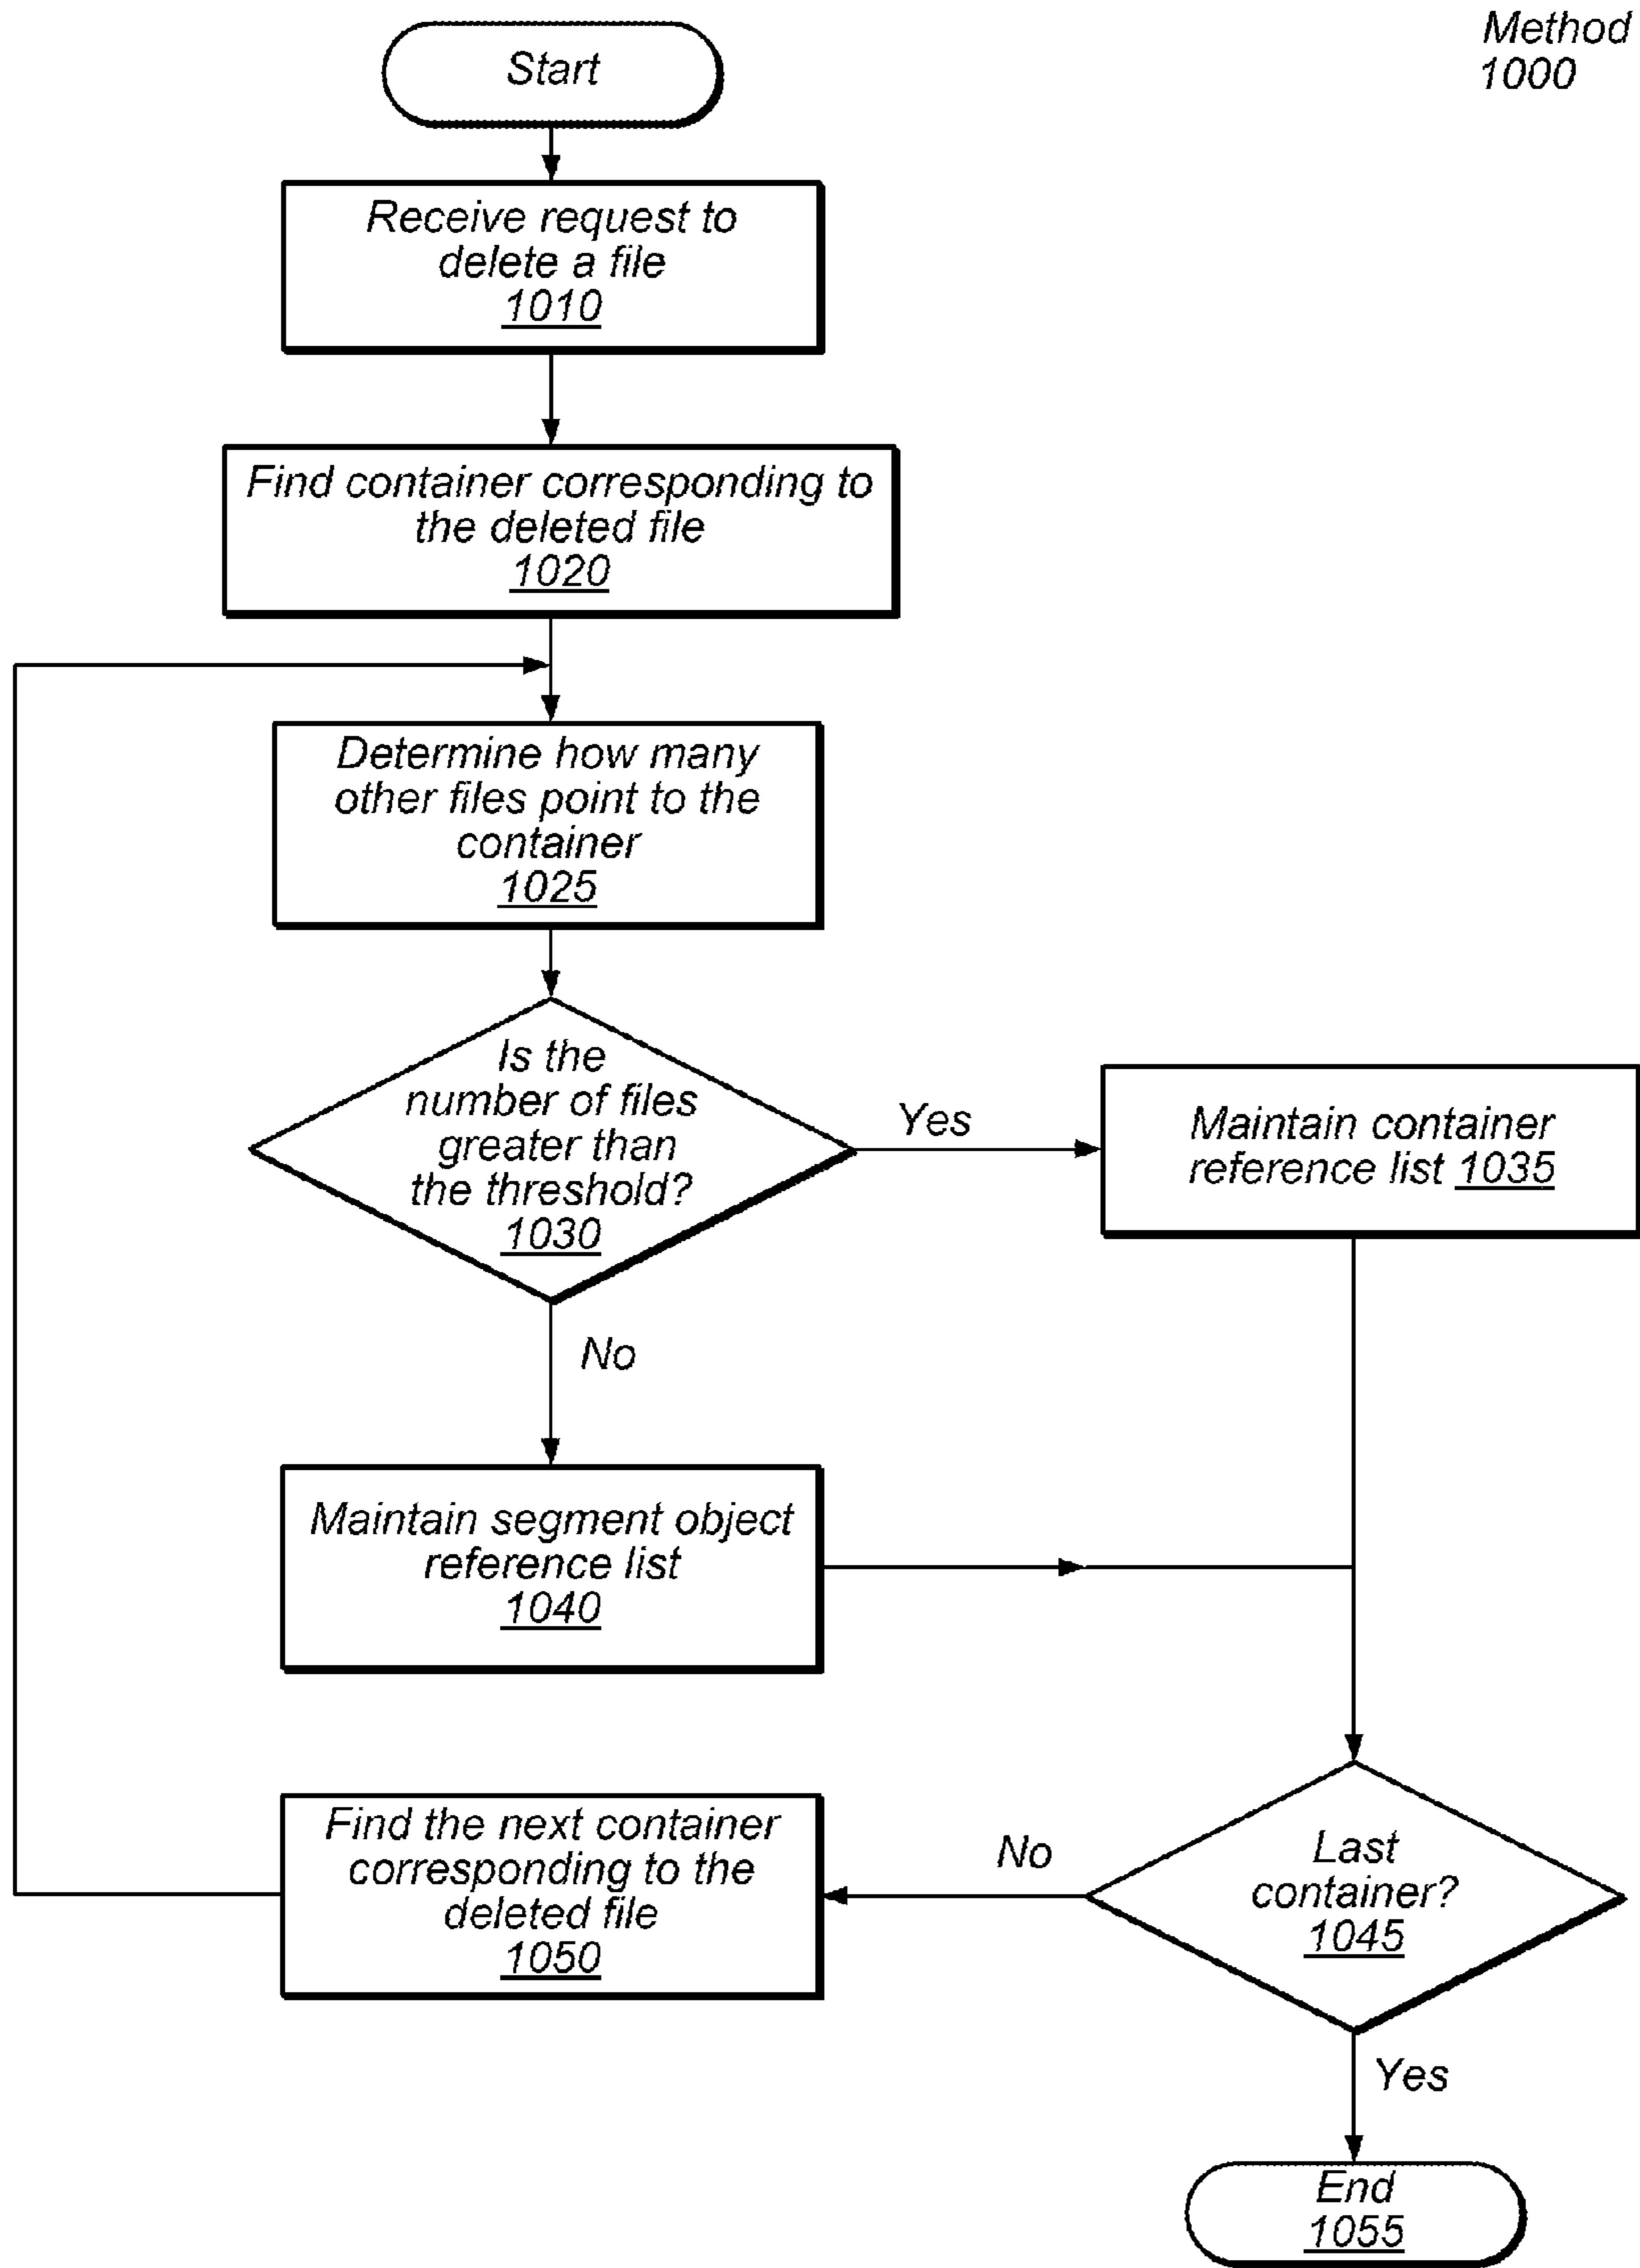 Method
1000
Start
Receive request to
delete a file
1010
Find container corresponding to
the deleted file
1020
Determine how many
other files point to the
container
1025
Is the
number of files
greater than
the threshold?
1030
Yes
Maintain container
reference list 1035
No
Maintain segment object
reference list
1040
Find the next container
corresponding to the
deleted file
1050
No
Last
container?
1045
Yes
End
1055